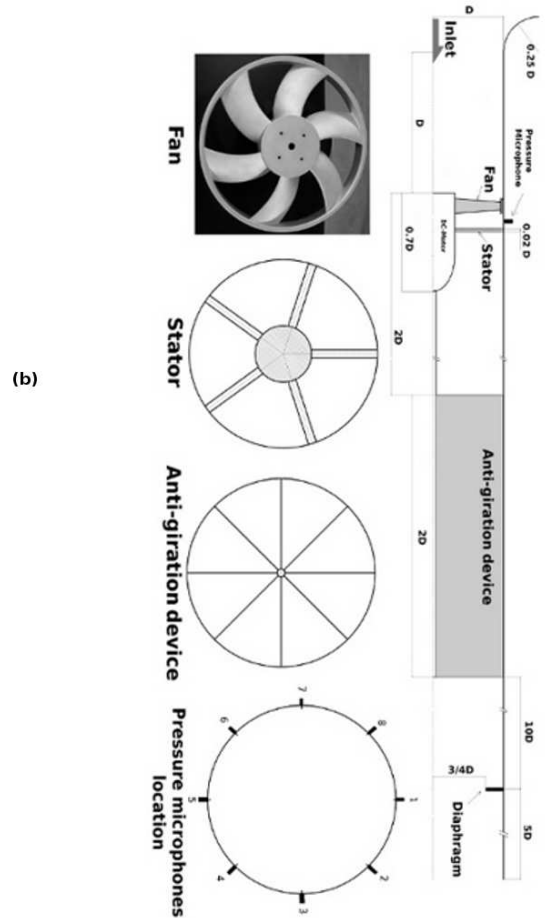 (b)
D
0.25 D
Inlet
D
Pressure
Microphone
Fan
0.02 D
DC-Motor
Stator
0.7D
2D
Anti-giration device
2D
10D
3/4D
Diaphragm
5D
Fan
Stator
Anti-giration device
7
8
6
5
1
4
2
3
Pressure microphones
location